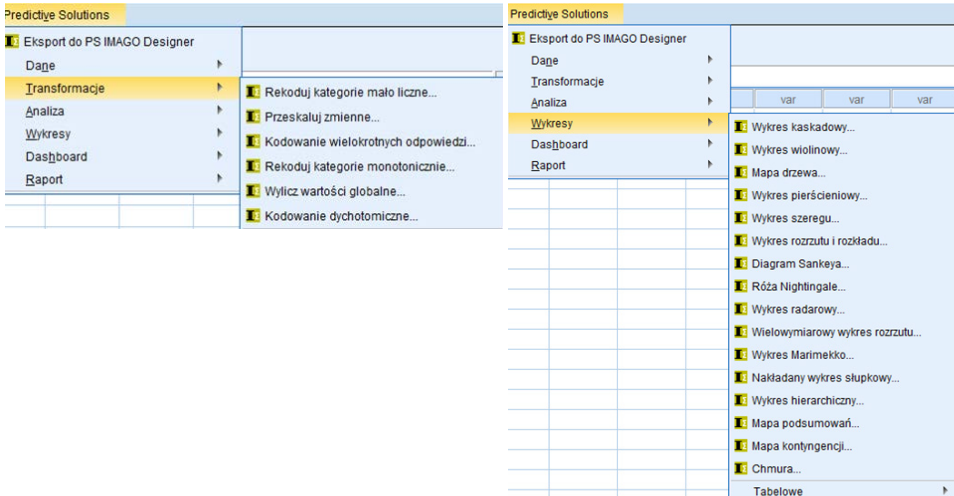 Predictive Solutions
Eksport do PS IMAGO Designer
Dane
Transformacje
Analiza
Wykresy
Dashboard
Raport
Rekoduj kategorie mało liczne...
Przeskaluj zmienne...
Kodowanie wielokrotnych odpowiedzi...
Rekoduj kategorie monotonicznie...
Wylicz wartości globalne...
Kodowanie dychotomiczne...
Predictive Solutions
Eksport do PS IMAGO Designer
Dane
Transformacje
Analiza
Wykresy
Dashboard
Raport
var var var
Wykres kaskadowy...
Wykres wiolinowy...
Mapa drzewa...
Wykres pierścieniowy...
Wykres szeregu...
Wykres rozrzutu i rozkładu...
Diagram Sankeya...
Róża Nightingale...
Wykres radarowy...
Wielowymiarowy wykres rozrzutu...
Wykres Marimekko...
Nakładany wykres słupkowy...
Wykres hierarchiczny...
Mapa podsumowań...
Mapa kontyngencji...
Chmura...
Tabelowe